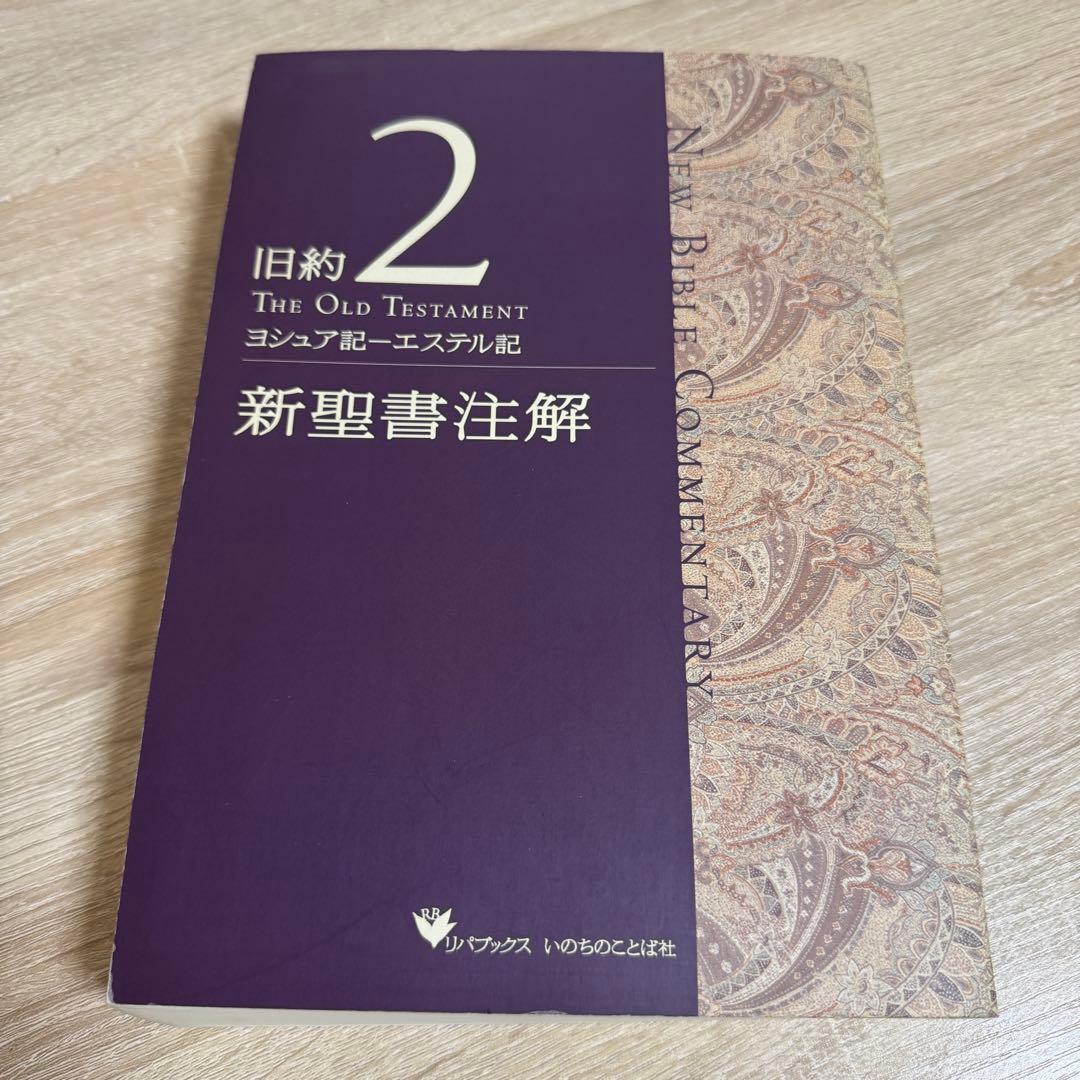 2
旧約
THE OLD TESTAMENT
ヨシュア記―エステル記
新聖書注解
NEW BIBLE COMMENTARY
RB
リパブックス いのちのことば社